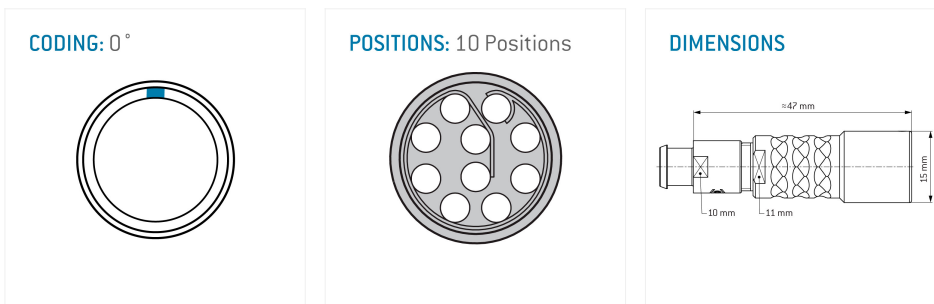 CODING: 0°
POSITIONS: 10 Positions
DIMENSIONS
≈47 mm
15 mm
10 mm
11 mm